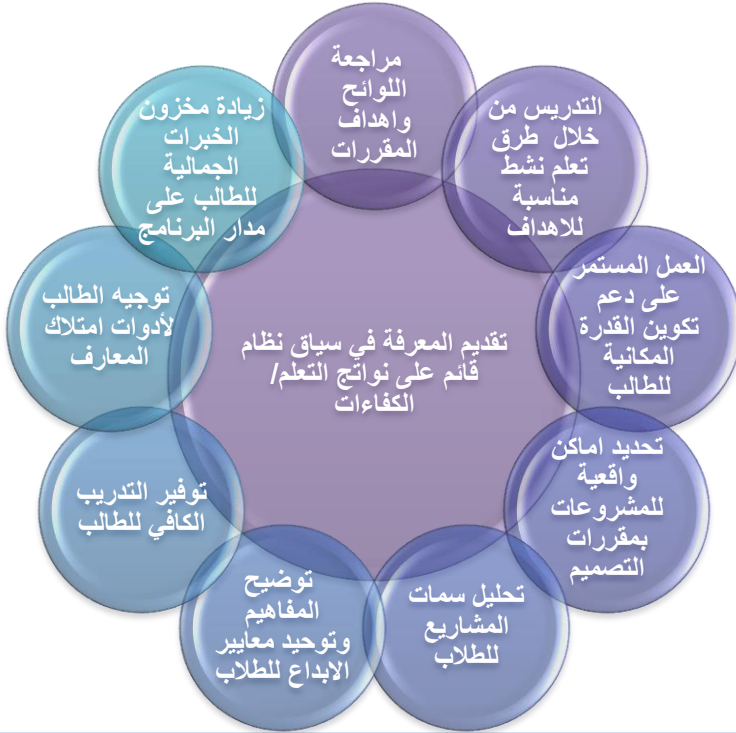 مراجعة
اللوائح
واهداف
المقررات
التدريس من
خلال طرق
تعلم نشط
مناسبة
للاهداف
العمل المستمر
على دعم
تكوين القدرة
المكانية
للطالب
تحديد اماكن
واقعية
للمشروعات
بمقررات
التصميم
تحليل سمات
المشاريع
للطلاب
توضيح
المفاهيم
وتوحيد معايير
الابداع للطلاب
توفير التدريب
الكافي للطالب
توجيه الطالب
لأدوات امتلاك
المعارف
زيادة مخزون
الخبرات
الجمالية
للطالب على
مدار البرنامج
تقديم المعرفة في سياق نظام
قائم على نواتج التعلم/
الكفاءات